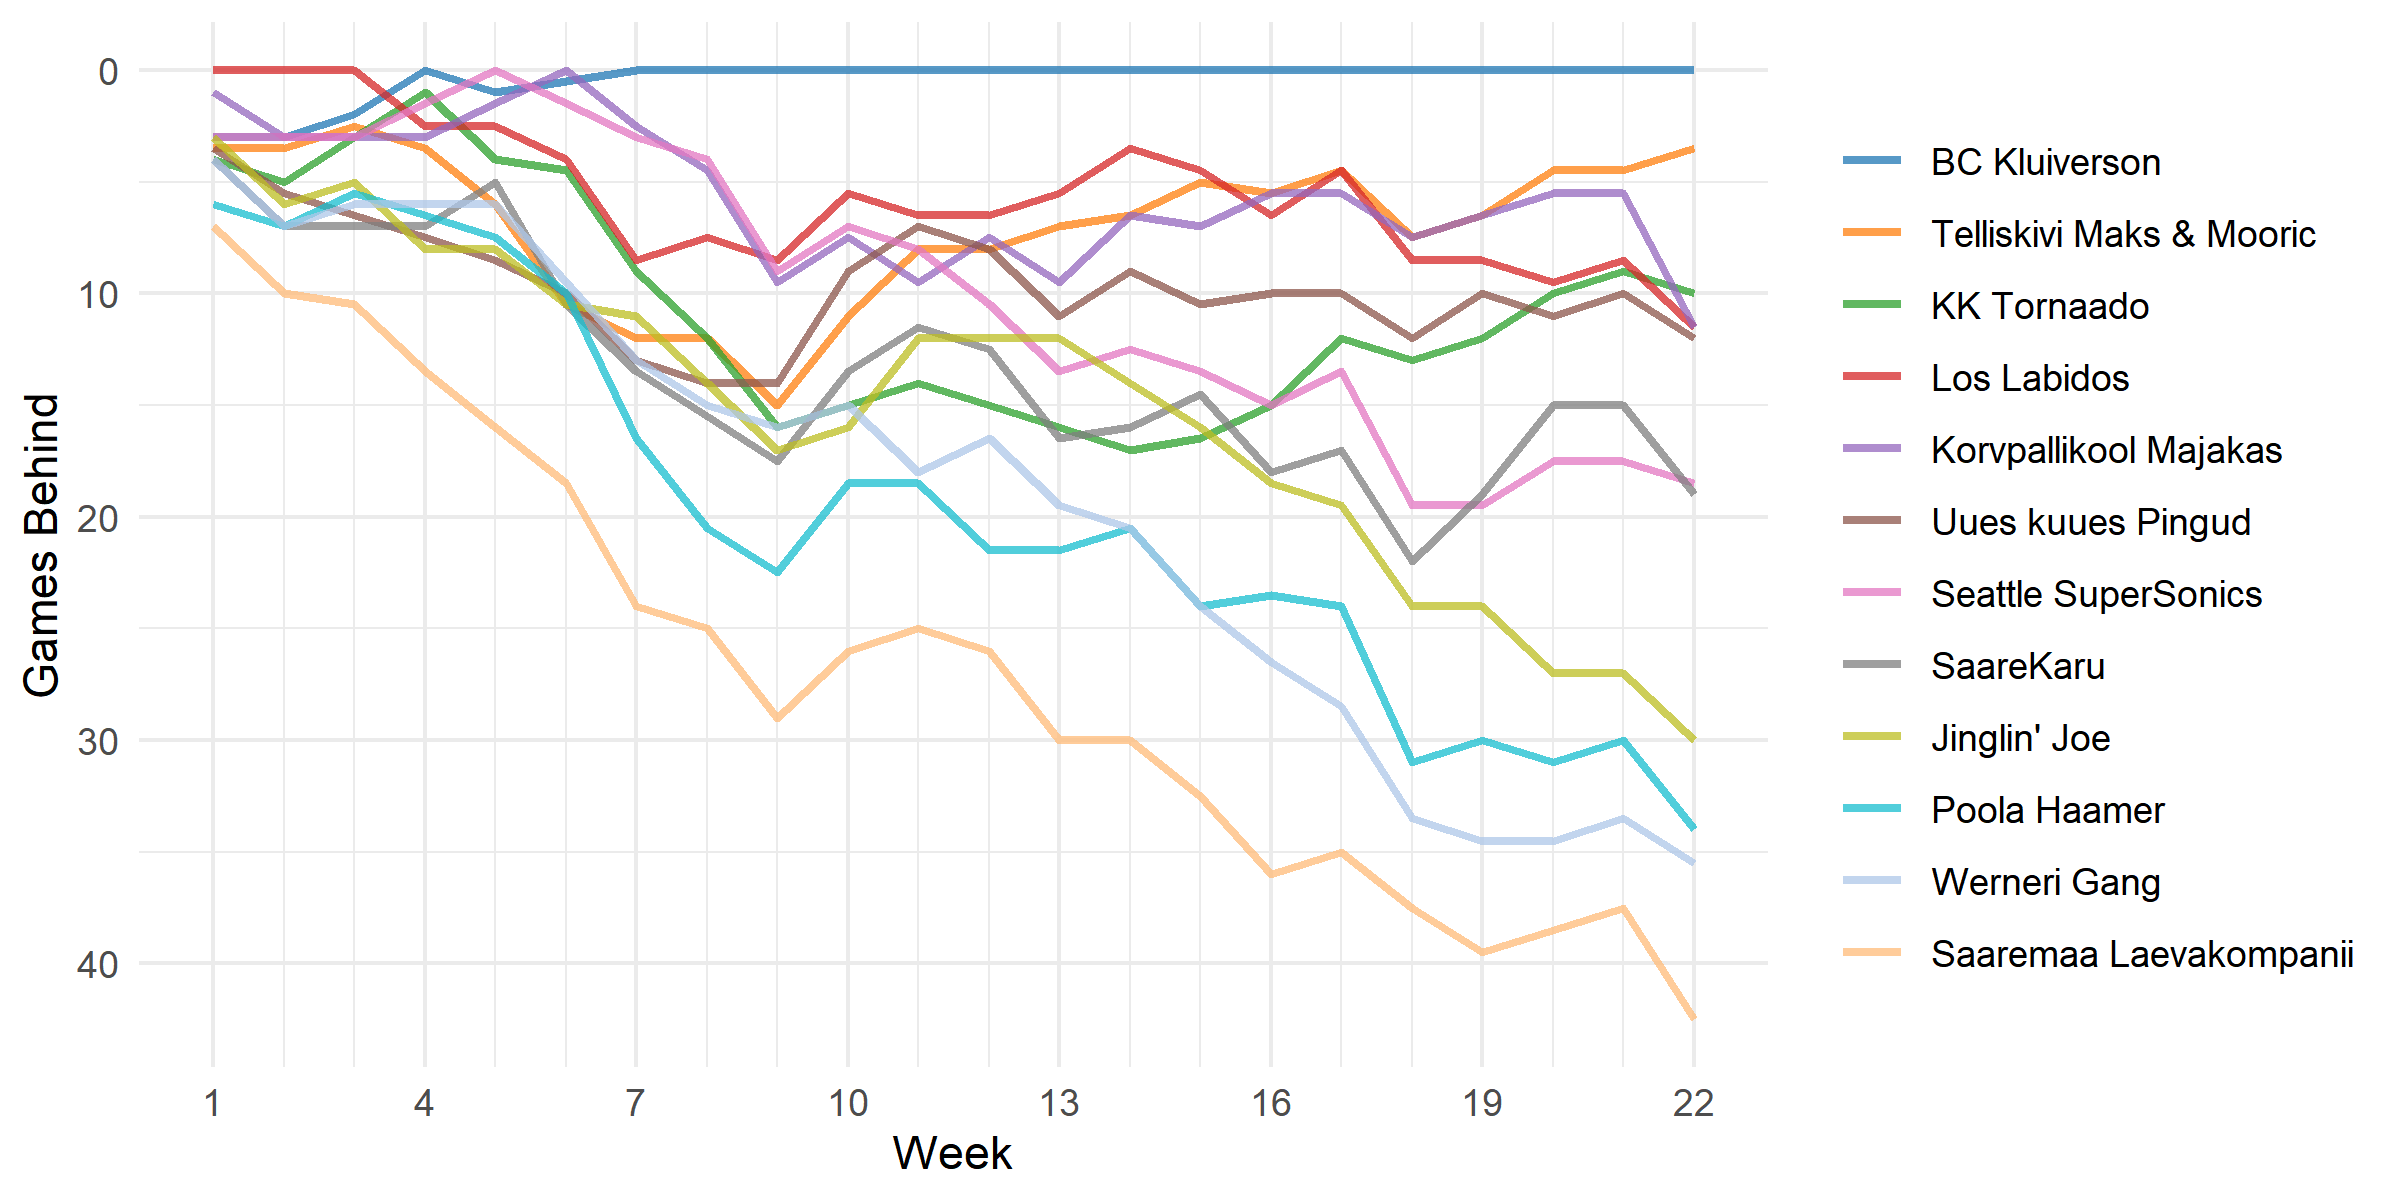 0
10
20
30
40
Games Behind
1 4 7 10 13 16 19 22
Week
BC Kluiverson
Telliskivi Maks & Mooric
KK Tornaado
Los Labidos
Korvpallikool Majakas
Uues kuues Pingud
Seattle SuperSonics
SaareKaru
Jinglin' Joe
Poola Haamer
Werneri Gang
Saaremaa Laevakompanii